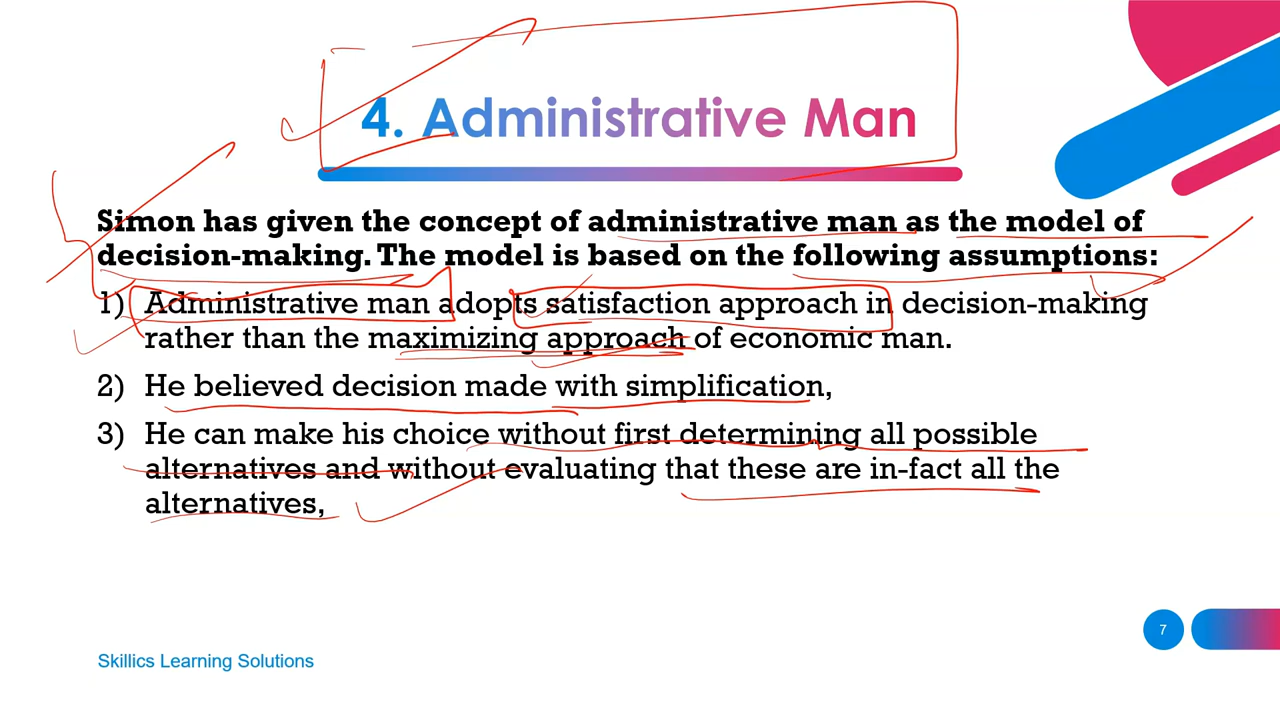 4. Administrative Man
Simon has given the concept of administrative man as the model of
decision-making. The model is based on the following assumptions:
1) Administrative man adopts satisfaction approach in decision-making
rather than the maximizing approach of economic man.
2) He believed decision made with simplification,
3) He can make his choice without first determining all possible
alternatives and without evaluating that these are in-fact all the
alternatives,
Skillics Learning Solutions
7